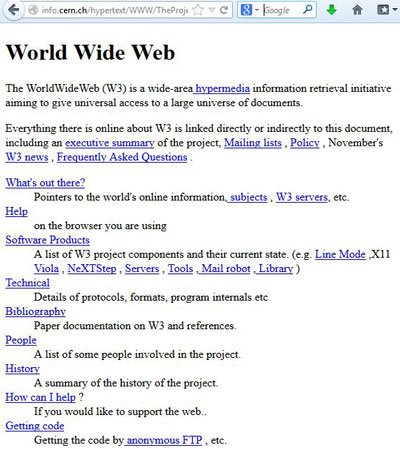 info.cern.ch/hypertext/WWW/TheProje
Google
World Wide Web
The WorldWideWeb (W3) is a wide-area hypermedia information retrieval initiative
aiming to give universal access to a large universe of documents.
Everything there is online about W3 is linked directly or indirectly to this document,
including an executive summary of the project, Mailing lists , Policy , November's
W3 news , Frequently Asked Questions .
What's out there?
Pointers to the world's online information, subjects , W3 servers, etc.
Help
on the browser you are using
Software Products
A list of W3 project components and their current state. (e.g. Line Mode ,X11
Viola , NeXTStep , Servers , Tools , Mail robot , Library )
Technical
Details of protocols, formats, program internals etc
Bibliography
Paper documentation on W3 and references.
People
A list of some people involved in the project.
History
A summary of the history of the project.
How can I help ?
If you would like to support the web..
Getting code
Getting the code by anonymous FTP , etc.